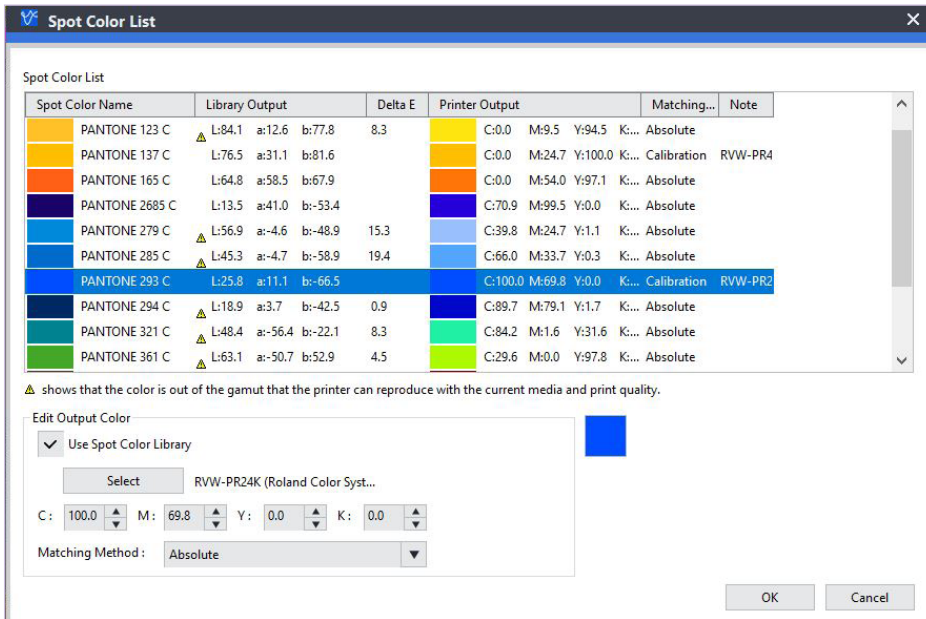 Spot Color List
Spot Color List
Spot Color Name Library Output Delta E Printer Output Matching... Note
PANTONE 123 C L:84.1 a:12.6 b:77.8 8.3 C:0.0 M:9.5 Y:94.5 K:... Absolute
PANTONE 137 C L:76.5 a:31.1 b:81.6 C:0.0 M:24.7 Y:100.0 K:... Calibration RVW-PR4
PANTONE 165 C L:64.8 a:58.5 b:67.9 C:0.0 M:54.0 Y:97.1 K:... Absolute
PANTONE 2685 C L:13.5 a:41.0 b:-53.4 C:70.9 M:99.5 Y:0.0 K:... Absolute
PANTONE 279 C L:56.9 a:-4.6 b:-48.9 15.3 C:39.8 M:24.7 Y:1.1 K:... Absolute
PANTONE 285 C L:45.3 a:-4.7 b:-58.9 19.4 C:66.0 M:33.7 Y:0.3 K:... Absolute
PANTONE 293 C L:25.8 a:11.1 b:-66.5 C:100.0 M:69.8 Y:0.0 K:... Calibration RVW-PR2
PANTONE 294 C L:18.9 a:3.7 b:-42.5 0.9 C:89.7 M:79.1 Y:1.7 K:... Absolute
PANTONE 321 C L:48.4 a:-56.4 b:-22.1 8.3 C:84.2 M:1.6 Y:31.6 K:... Absolute
PANTONE 361 C L:63.1 a:-50.7 b:52.9 4.5 C:29.6 M:0.0 Y:97.8 K:... Absolute
shows that the color is out of the gamut that the printer can reproduce with the current media and print quality.
Edit Output Color
Use Spot Color Library
Select RVW-PR24K (Roland Color Syst...
C: 100.0 M: 69.8 Y: 0.0 K: 0.0
Matching Method : Absolute
OK Cancel